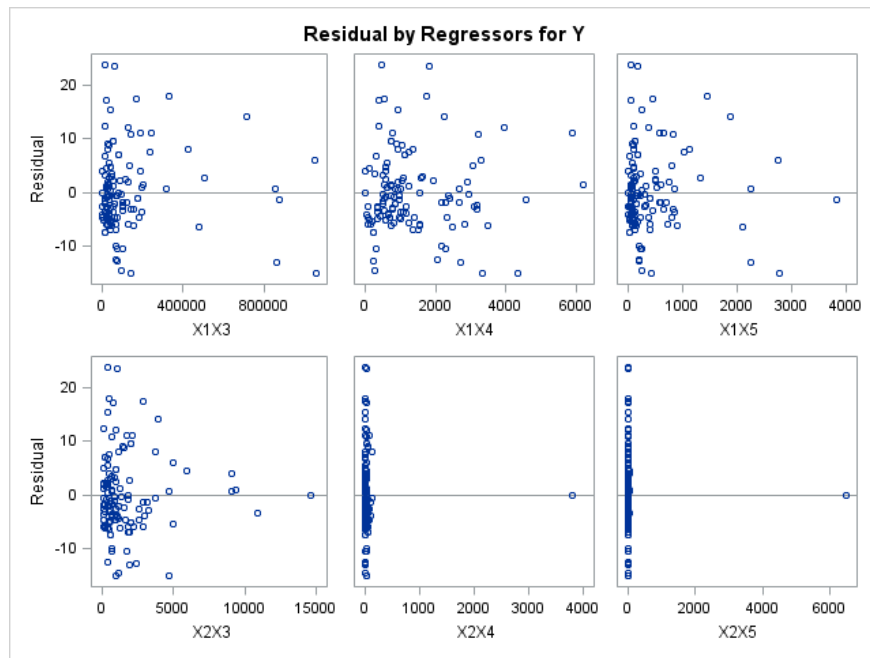 Residual by Regressors for Y
Residual
20
10
0
-10
0 400000 800000
X1X3
0 2000 4000 6000
X1X4
0 1000 2000 3000 4000
X1X5
Residual
20
10
0
-10
0 5000 10000 15000
X2X3
0 1000 2000 3000 4000
X2X4
0 2000 4000 6000
X2X5